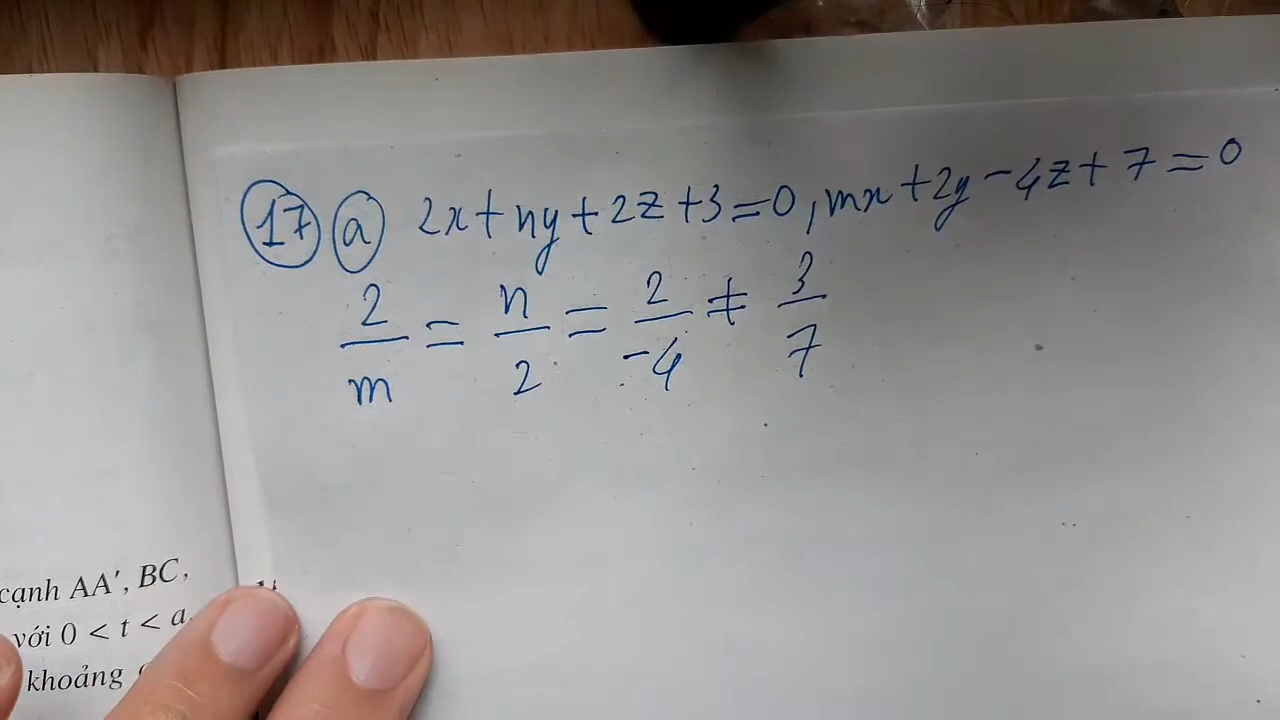 17 a 2x + ny + 2z + 3 = 0, mx + 2y - 4z + 7 = 0
2/m = n/2 = 2/-4 ≠ 3/7
cạnh AA', BC,
với 0 < t < a
khoảng